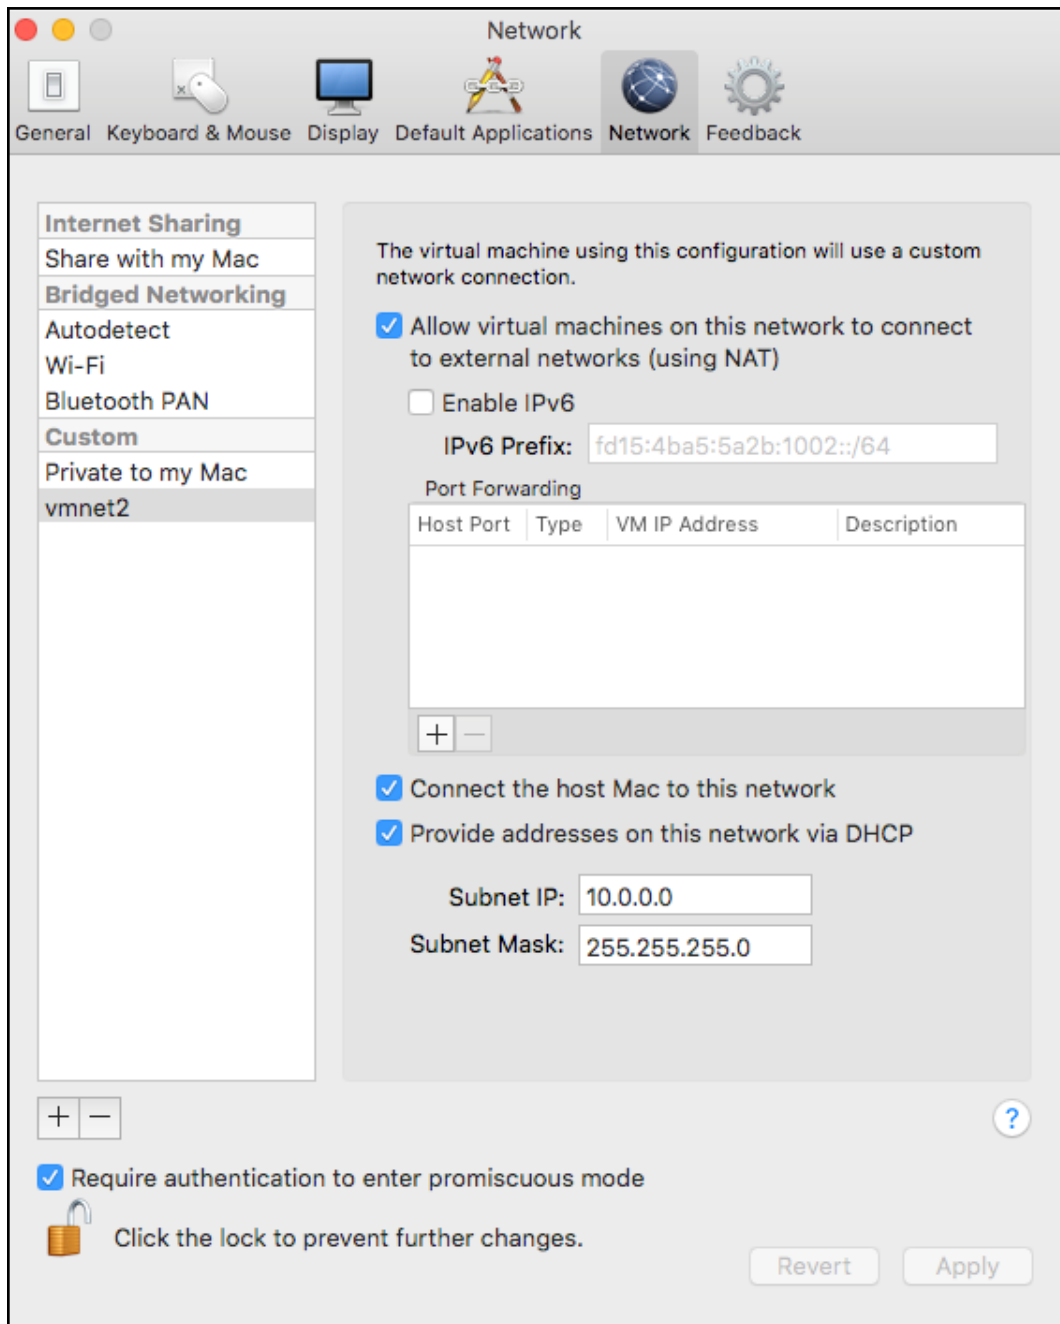 Network
General Keyboard & Mouse Display Default Applications Network Feedback
Internet Sharing
Share with my Mac
Bridged Networking
Autodetect
Wi-Fi
Bluetooth PAN
Custom
Private to my Mac
vmnet2
The virtual machine using this configuration will use a custom
network connection.
Allow virtual machines on this network to connect
to external networks (using NAT)
Enable IPv6
IPv6 Prefix: fd15:4ba5:5a2b:1002::/64
Port Forwarding
Host Port Type VM IP Address Description
+ −
Connect the host Mac to this network
Provide addresses on this network via DHCP
Subnet IP: 10.0.0.0
Subnet Mask: 255.255.255.0
+ −
?
Require authentication to enter promiscuous mode
Click the lock to prevent further changes.
Revert Apply